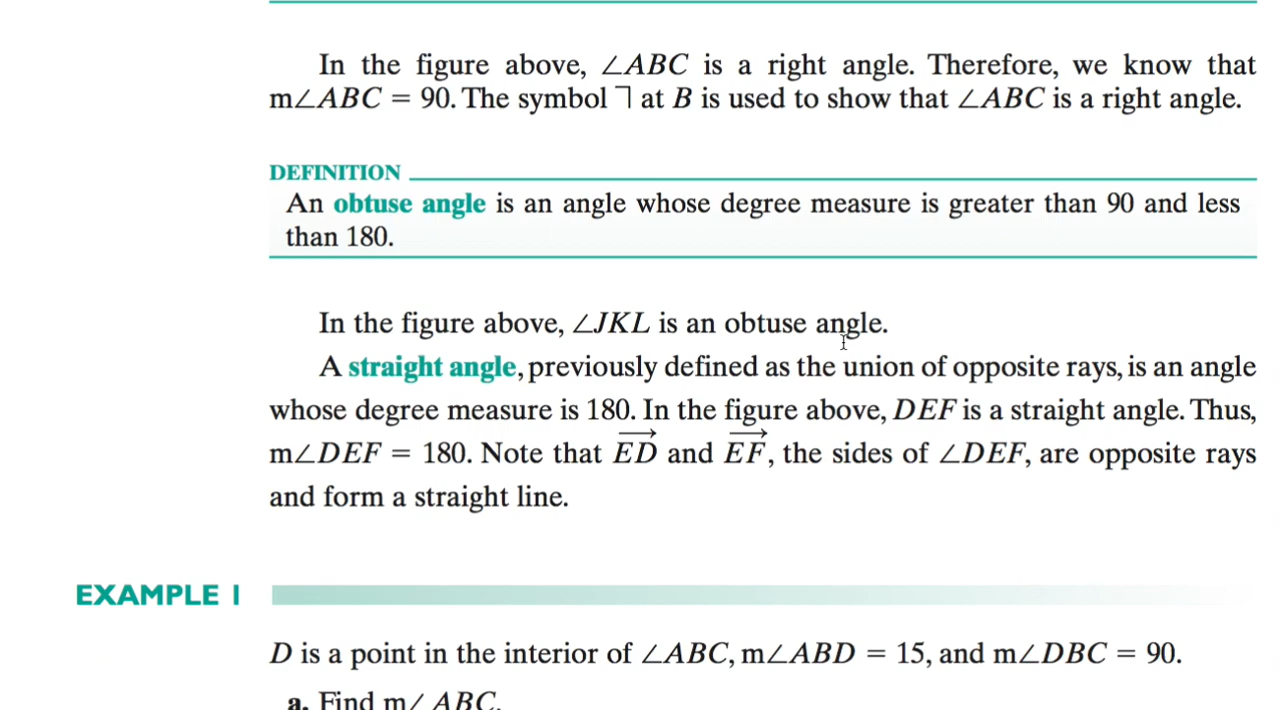 In the figure above, ∠ABC is a right angle. Therefore, we know that
m∠ABC = 90. The symbol ⅂ at B is used to show that ∠ABC is a right angle.
DEFINITION
An obtuse angle is an angle whose degree measure is greater than 90 and less
than 180.
In the figure above, ∠JKL is an obtuse angle.
A straight angle, previously defined as the union of opposite rays, is an angle
whose degree measure is 180. In the figure above, DEF is a straight angle. Thus,
m∠DEF = 180. Note that \overrightarrow{ED} and \overrightarrow{EF}, the sides of ∠DEF, are opposite rays
and form a straight line.
EXAMPLE 1
D is a point in the interior of ∠ABC, m∠ABD = 15, and m∠DBC = 90.
a. Find m∠ABC.